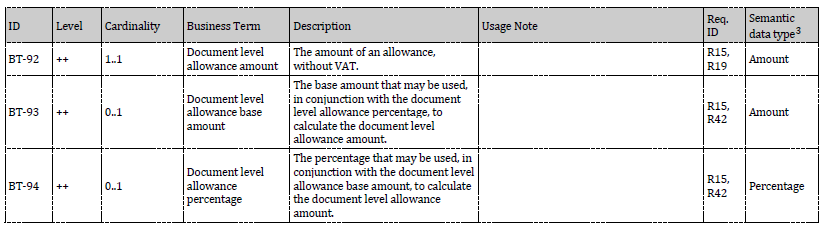 ID Level Cardinality Business Term Description Usage Note Req. ID Semantic data type3
BT-92 ++ 1..1 Document level allowance amount The amount of an allowance, without VAT. R15, R19 Amount
BT-93 ++ 0..1 Document level allowance base amount The base amount that may be used, in conjunction with the document level allowance percentage, to calculate the document level allowance amount. R15, R42 Amount
BT-94 ++ 0..1 Document level allowance percentage The percentage that may be used, in conjunction with the document level allowance base amount, to calculate the document level allowance amount. R15, R42 Percentage